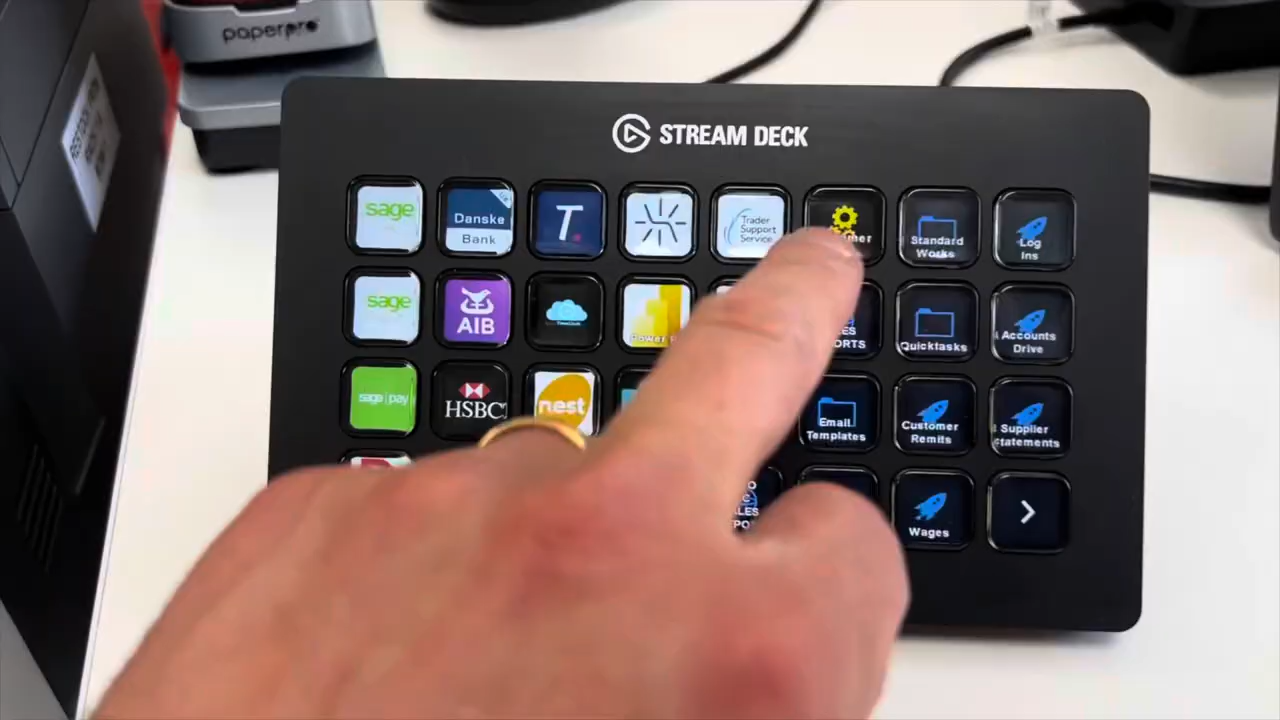 paperpro
STREAM DECK
sage
Danske
Bank
T.
Trader
Support
Service
Standard
Works
Log
Ins
sage
AIB
Power
Quicktasks
Accounts
Drive
sage pay
HSBC
nest
Email
Templates
Customer
Remits
Supplier
Wages
>